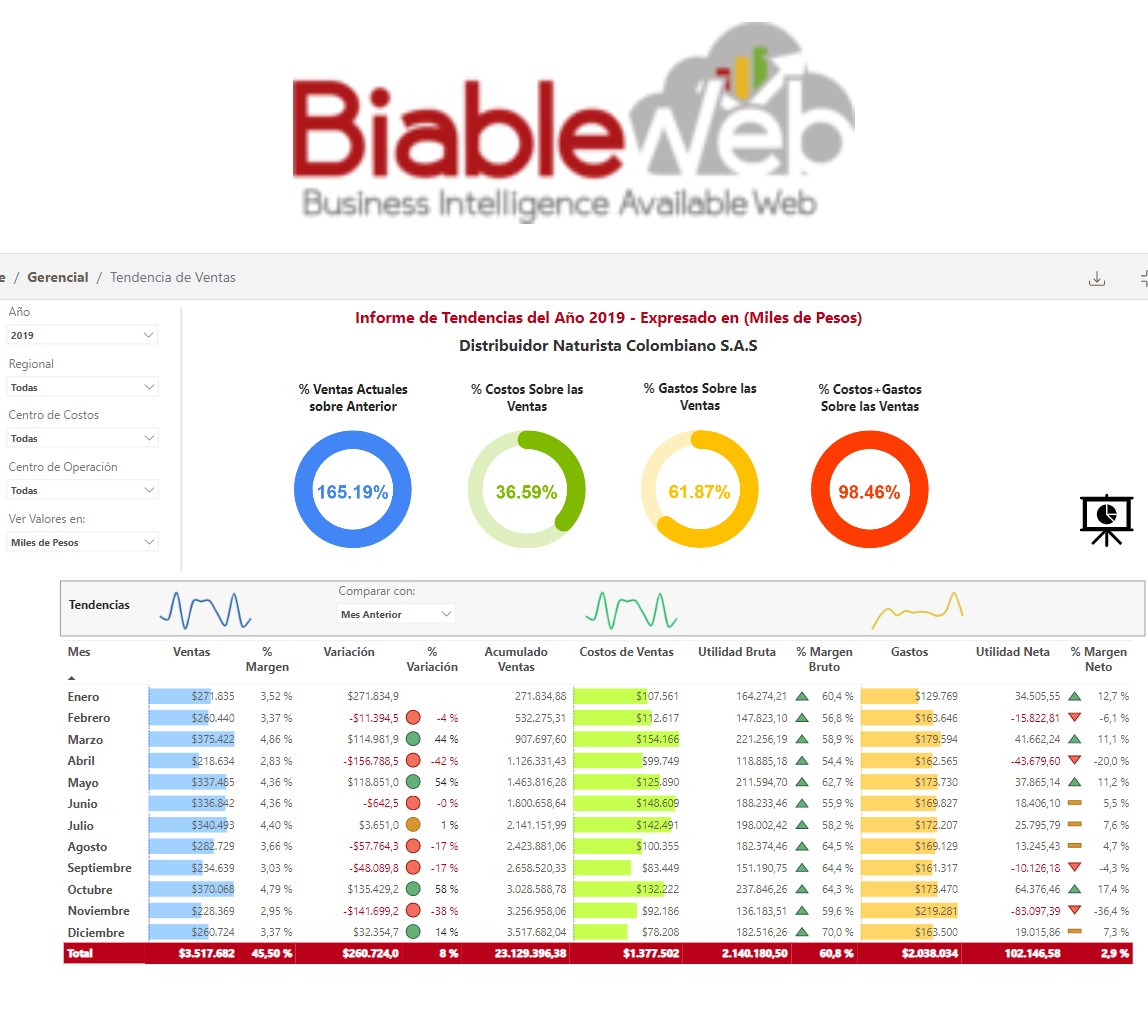 Biable Web
Business Intelligence Available Web
e / Gerencial / Tendencia de Ventas
Año
2019
Regional
Todas
Centro de Costos
Todas
Centro de Operación
Todas
Ver Valores en:
Miles de Pesos
Informe de Tendencias del Año 2019 - Expresado en (Miles de Pesos)
Distribuidor Naturista Colombiano S.A.S
% Ventas Actuales
sobre Anterior
165.19%
% Costos Sobre las
Ventas
36.59%
% Gastos Sobre las
Ventas
61.87%
% Costos+Gastos
Sobre las Ventas
98.46%
Tendencias
Comparar con:
Mes Anterior
Mes Ventas % Margen Variación % Variación Acumulado Ventas Costos de Ventas Utilidad Bruta % Margen Bruto Gastos Utilidad Neta % Margen Neto
Enero $271.835 3,52 % $271.834,9 271.834,88 $107.561 164.274,21 60,4 % $129.769 34.505,55 12,7 %
Febrero $260.440 3,37 % -$11.394,5 -4 % 532.275,31 $112.617 147.823,10 56,8 % $163.646 -15.822,81 -6,1 %
Marzo $375.422 4,86 % $114.981,9 44 % 907.697,60 $154.166 221.256,19 58,9 % $179.594 41.662,24 11,1 %
Abril $218.634 2,83 % -$156.788,5 -42 % 1.126.331,43 $99.749 118.885,18 54,4 % $162.565 -43.679,60 -20,0 %
Mayo $337.485 4,36 % $118.851,0 54 % 1.463.816,28 $125.890 211.594,70 62,7 % $173.730 37.865,14 11,2 %
Junio $336.842 4,36 % -$642,5 -0 % 1.800.658,64 $148.609 188.233,46 55,9 % $169.827 18.406,10 5,5 %
Julio $340.493 4,40 % $3.651,0 1 % 2.141.151,99 $142.491 198.002,42 58,2 % $172.207 25.795,79 7,6 %
Agosto $282.729 3,66 % -$57.764,3 -17 % 2.423.881,06 $100.355 182.374,46 64,5 % $169.129 13.245,43 4,7 %
Septiembre $234.639 3,03 % -$48.089,8 -17 % 2.658.520,33 $83.449 151.190,75 64,4 % $161.317 -10.126,18 -4,3 %
Octubre $370.068 4,79 % $135.429,2 58 % 3.028.588,78 $132.222 237.846,26 64,3 % $173.470 64.376,46 17,4 %
Noviembre $228.369 2,95 % -$141.699,2 -38 % 3.256.958,06 $92.186 136.183,51 59,6 % $219.281 -83.097,39 -36,4 %
Diciembre $260.724 3,37 % $32.354,7 14 % 3.517.682,04 $78.208 182.516,26 70,0 % $163.500 19.015,86 7,3 %
Total $3.517.682 45,50 % $260.724,0 8 % 23.129.396,38 $1.377.502 2.140.180,50 60,8 % $2.038.034 102.146,58 2,9 %